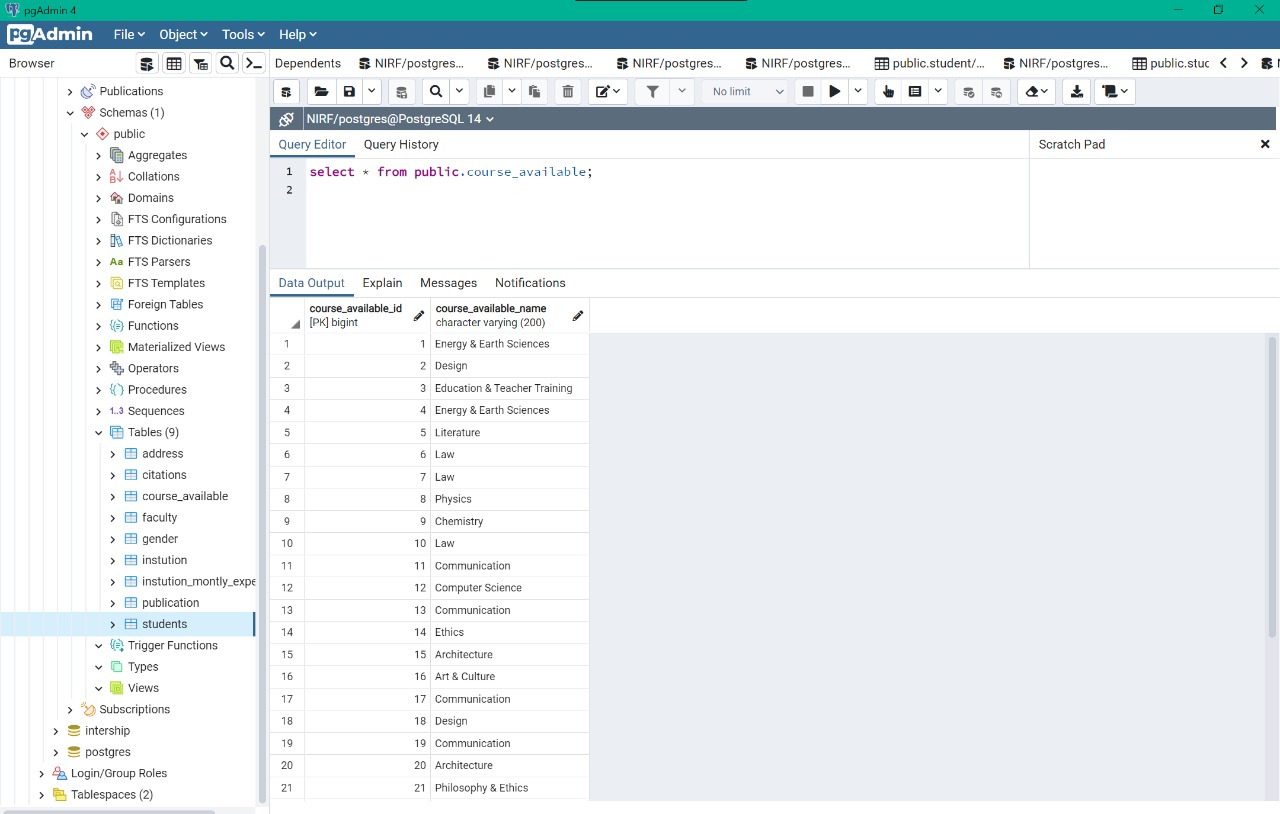 pgAdmin 4
pgAdmin File Object Tools Help
Browser
Dependents NIRF/postgres... NIRF/postgres... NIRF/postgres... NIRF/postgres... public.student/... NIRF/postgres... public.stuc
No limit
NIRF/postgres@PostgreSQL 14
Query Editor Query History
Scratch Pad
1 select * from public.course_available;
2
Publications
Schemas (1)
public
Aggregates
Collations
Domains
FTS Configurations
FTS Dictionaries
Aa FTS Parsers
FTS Templates
Foreign Tables
Functions
Materialized Views
Operators
Procedures
1..3 Sequences
Tables (9)
address
citations
course_available
faculty
gender
instution
instution_montly_expe
publication
students
Trigger Functions
Types
Views
Subscriptions
intership
postgres
Login/Group Roles
Tablespaces (2)
Data Output Explain Messages Notifications
course_available_id course_available_name
[PK] bigint character varying (200)
1 1 Energy & Earth Sciences
2 2 Design
3 3 Education & Teacher Training
4 4 Energy & Earth Sciences
5 5 Literature
6 6 Law
7 7 Law
8 8 Physics
9 9 Chemistry
10 10 Law
11 11 Communication
12 12 Computer Science
13 13 Communication
14 14 Ethics
15 15 Architecture
16 16 Art & Culture
17 17 Communication
18 18 Design
19 19 Communication
20 20 Architecture
21 21 Philosophy & Ethics